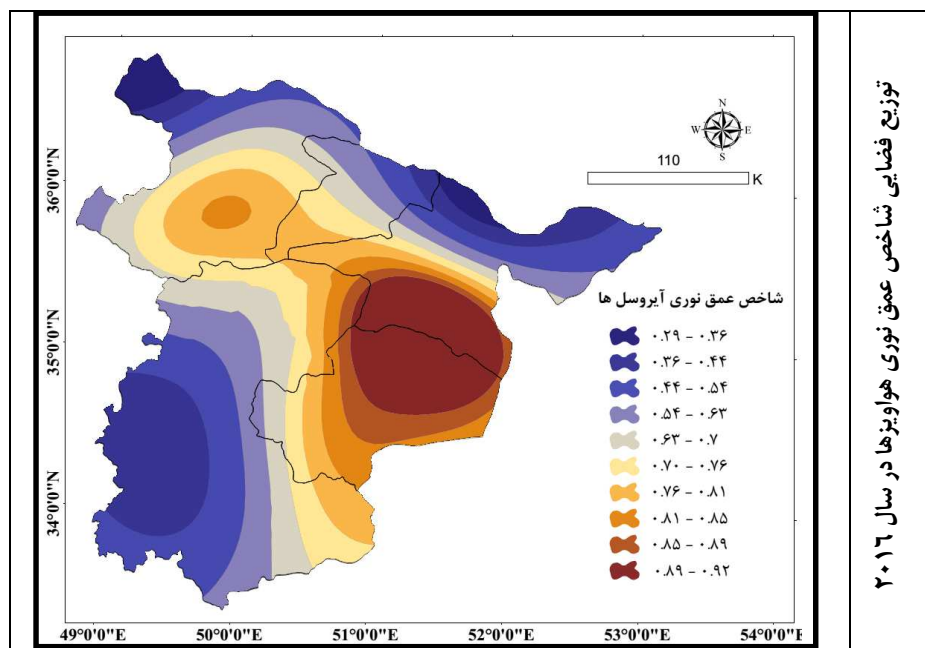 توزیع فضایی شاخص عمق نوری هواویزها در سال ۲۰۱۶
N
W E
S
110
K
36°0'0"N
35°0'0"N
34°0'0"N
شاخص عمق نوری آیروسل ها
۰.۲۹ - ۰.۳۶
۰.۳۶ - ۰.۴۴
۰.۴۴ - ۰.۵۴
۰.۵۴ - ۰.۶۳
۰.۶۳ - ۰.۷
۰.۷۰ - ۰.۷۶
۰.۷۶ - ۰.۸۱
۰.۸۱ - ۰.۸۵
۰.۸۵ - ۰.۸۹
۰.۸۹ - ۰.۹۲
49°0'0"E 50°0'0"E 51°0'0"E 52°0'0"E 53°0'0"E 54°0'0"E